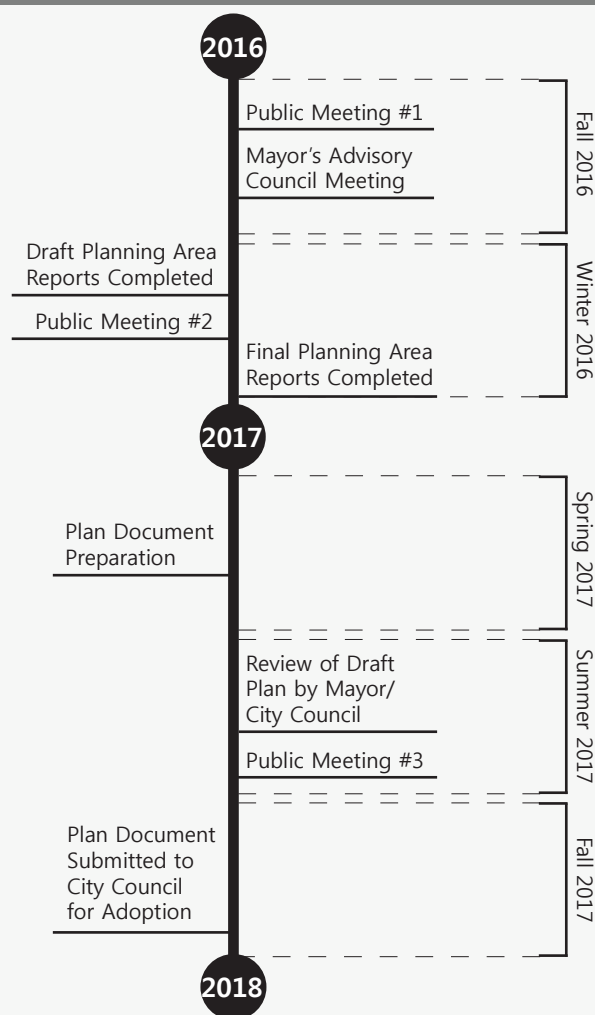 2016
Public Meeting #1
Mayor's Advisory
Council Meeting
Fall 2016
Draft Planning Area
Reports Completed
Public Meeting #2
Final Planning Area
Reports Completed
Winter 2016
2017
Plan Document
Preparation
Spring 2017
Review of Draft
Plan by Mayor/
City Council
Public Meeting #3
Summer 2017
Plan Document
Submitted to
City Council
for Adoption
Fall 2017
2018